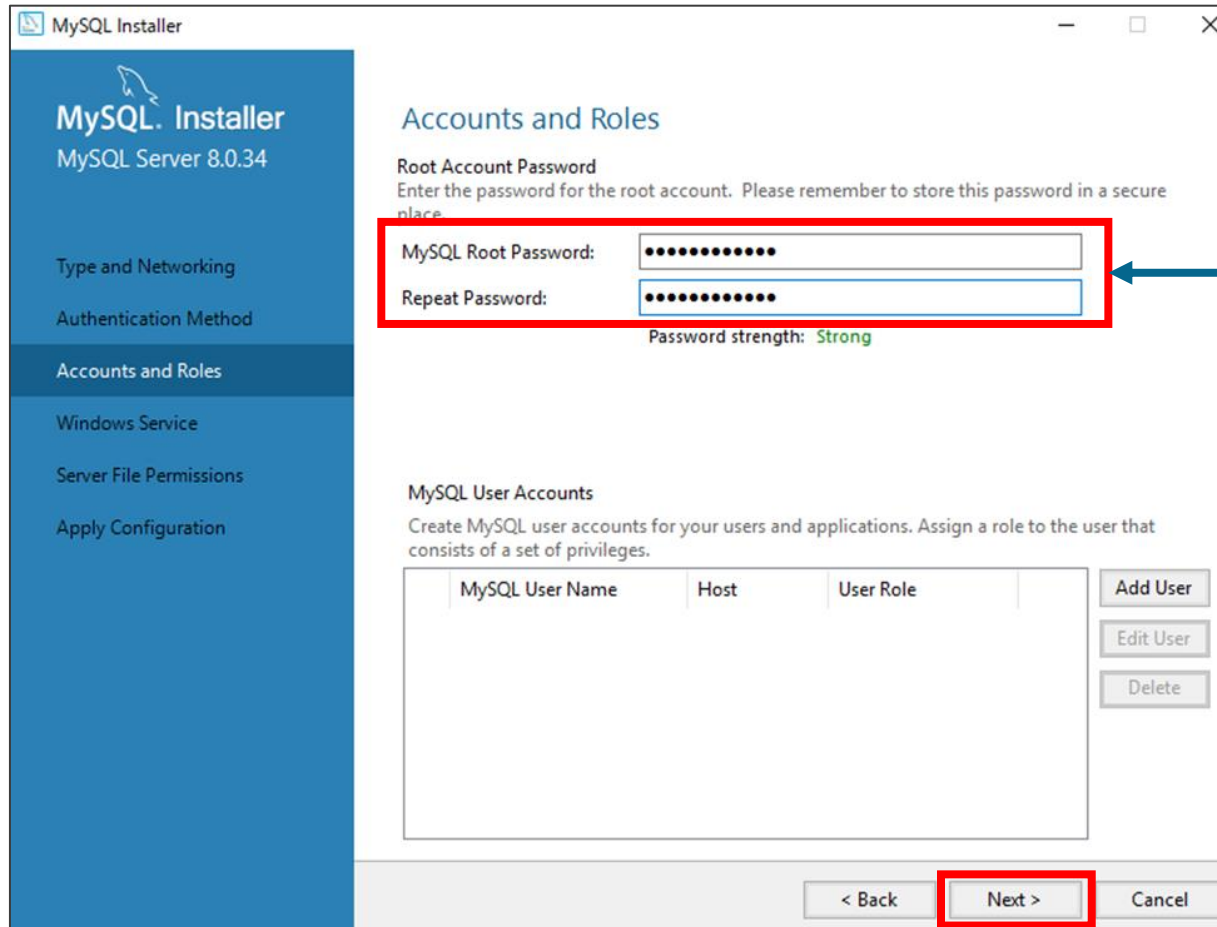 MySQL Installer
MySQL. Installer
MySQL Server 8.0.34
Type and Networking
Authentication Method
Accounts and Roles
Windows Service
Server File Permissions
Apply Configuration
Accounts and Roles
Root Account Password
Enter the password for the root account. Please remember to store this password in a secure
place.
MySQL Root Password: ●●●●●●●●●●●●
Repeat Password: ●●●●●●●●●●●●
Password strength: Strong
MySQL User Accounts
Create MySQL user accounts for your users and applications. Assign a role to the user that
consists of a set of privileges.
MySQL User Name Host User Role
Add User
Edit User
Delete
< Back Next > Cancel